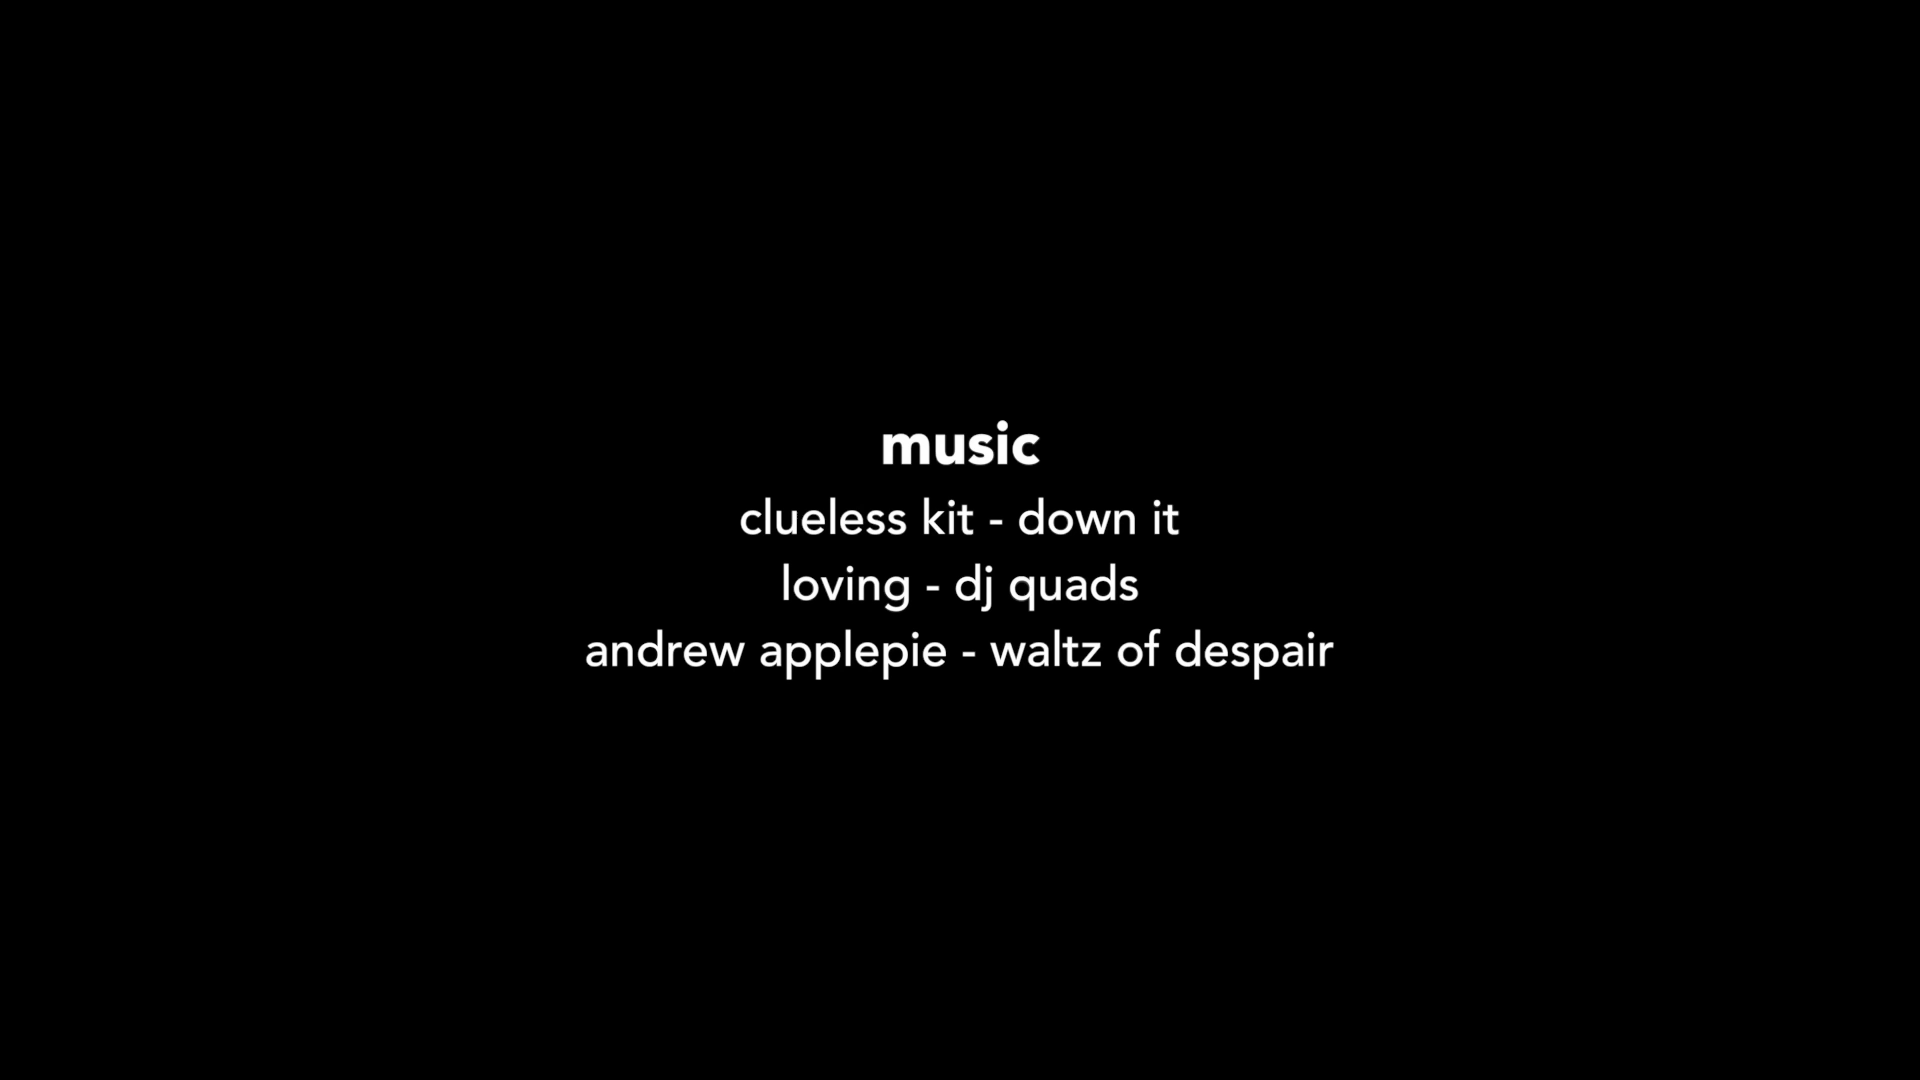 music
clueless kit - down it
loving - dj quads
andrew applepie - waltz of despair